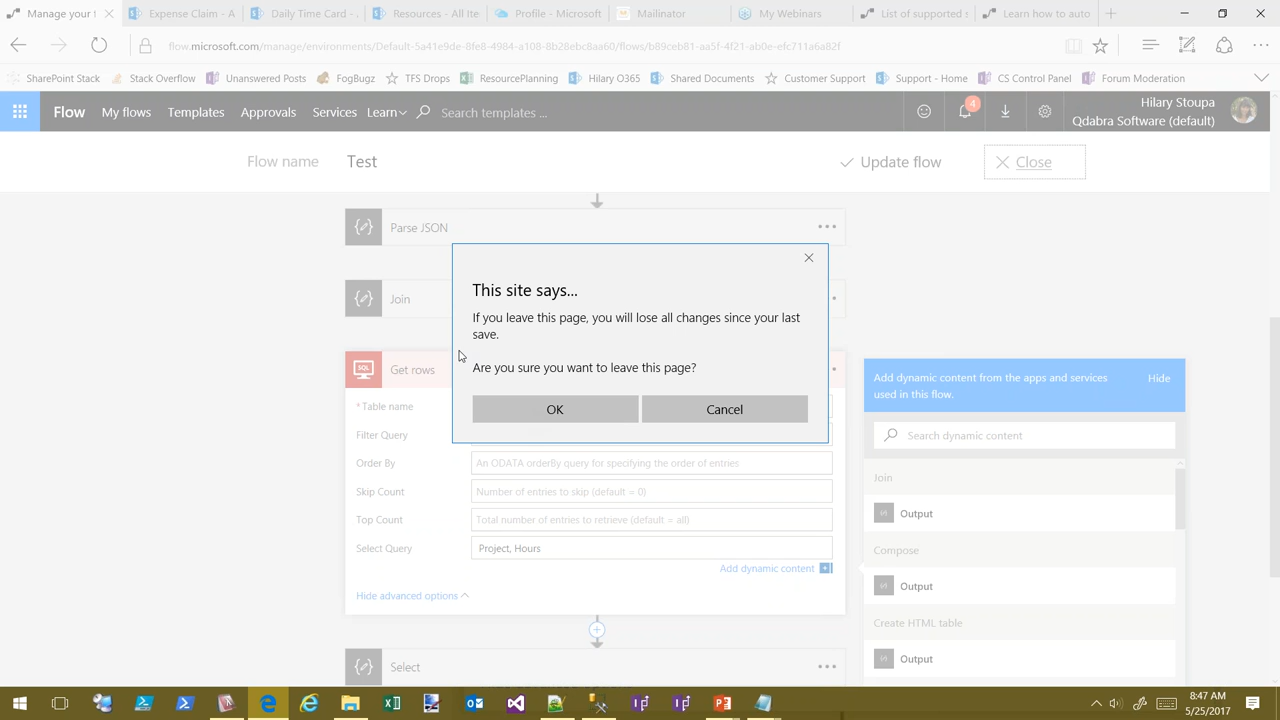 Manage your
Expense Claim - A
Daily Time Card -
Resources - All Ite
Profile - Microsoft
Mailinator
My Webinars
List of supported s
Learn how to auto
flow.microsoft.com/manage/environments/Default-5a41e9de-8fe8-4984-a108-8b28ebc8aa60/flows/b89ceb81-aa5f-4f21-ab0e-efc711a6a82f
SharePoint Stack
Stack Overflow
Unanswered Posts
FogBugz
TFS Drops
ResourcePlanning
Hilary O365
Shared Documents
Customer Support
Support - Home
CS Control Panel
Forum Moderation
Flow
My flows
Templates
Approvals
Services
Learn
Search templates ...
4
Hilary Stoupa
Qdabra Software (default)
Flow name
Test
Update flow
Close
Parse JSON
Join
This site says...
If you leave this page, you will lose all changes since your last
save.
Are you sure you want to leave this page?
OK
Cancel
SQL
Get rows
* Table name
Filter Query
Order By
An ODATA orderBy query for specifying the order of entries
Skip Count
Number of entries to skip (default = 0)
Top Count
Total number of entries to retrieve (default = all)
Select Query
Project, Hours
Add dynamic content
Hide advanced options
Select
Add dynamic content from the apps and services
used in this flow.
Hide
Search dynamic content
Join
Output
Compose
Output
Create HTML table
Output
8:47 AM
5/25/2017